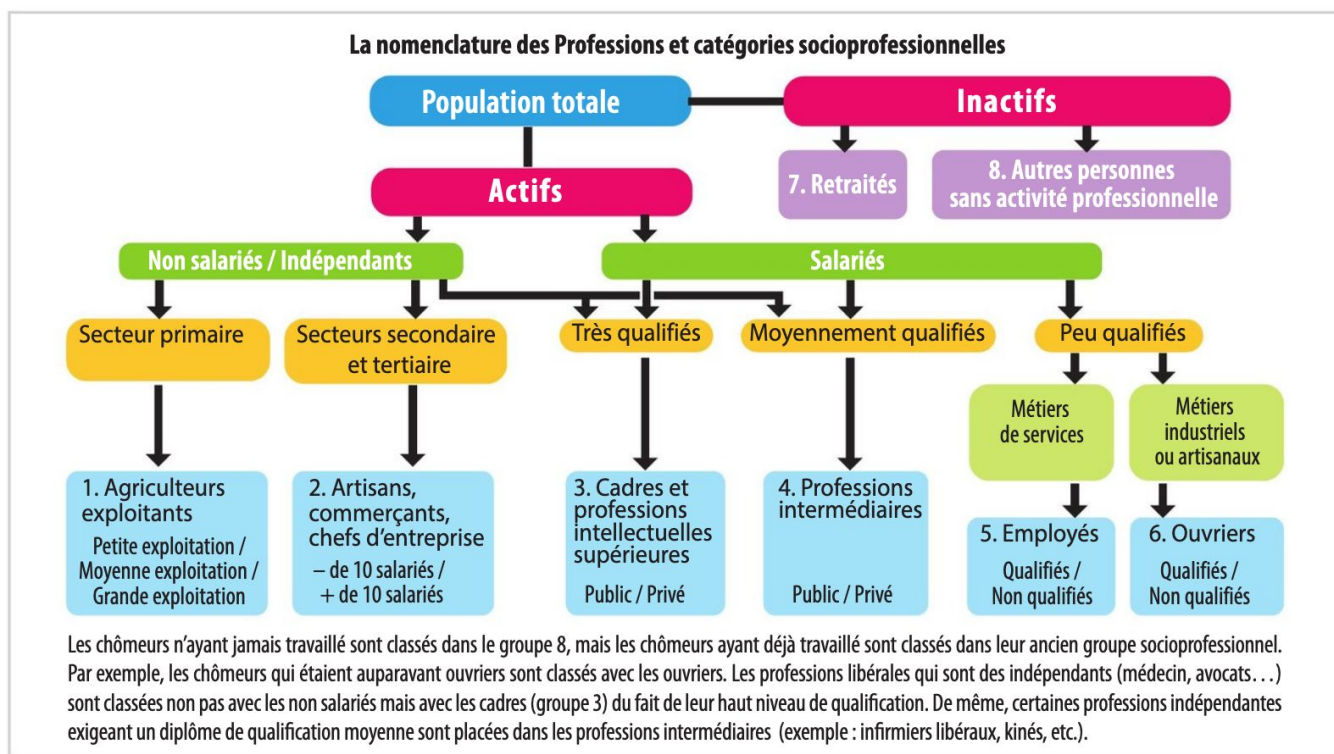 La nomenclature des Professions et catégories socioprofessionnelles
Population totale
Inactifs
7. Retraités
8. Autres personnes
sans activité professionnelle
Actifs
Non salariés / Indépendants
Salariés
Secteur primaire
Secteurs secondaire
et tertiaire
Très qualifiés
Moyennement qualifiés
Peu qualifiés
Métiers
de services
Métiers
industriels
ou artisanaux
1. Agriculteurs
exploitants
Petite exploitation /
Moyenne exploitation /
Grande exploitation
2. Artisans,
commerçants,
chefs d’entreprise
– de 10 salariés /
+ de 10 salariés
3. Cadres et
professions
intellectuelles
supérieures
Public / Privé
4. Professions
intermédiaires
Public / Privé
5. Employés
Qualifiés /
Non qualifiés
6. Ouvriers
Qualifiés /
Non qualifiés
Les chômeurs n’ayant jamais travaillé sont classés dans le groupe 8, mais les chômeurs ayant déjà travaillé sont classés dans leur ancien groupe socioprofessionnel.
Par exemple, les chômeurs qui étaient auparavant ouvriers sont classés avec les ouvriers. Les professions libérales qui sont des indépendants (médecin, avocats…)
sont classées non pas avec les non salariés mais avec les cadres (groupe 3) du fait de leur haut niveau de qualification. De même, certaines professions indépendantes
exigeant un diplôme de qualification moyenne sont placées dans les professions intermédiaires (exemple : infirmiers libéraux, kinés, etc.).